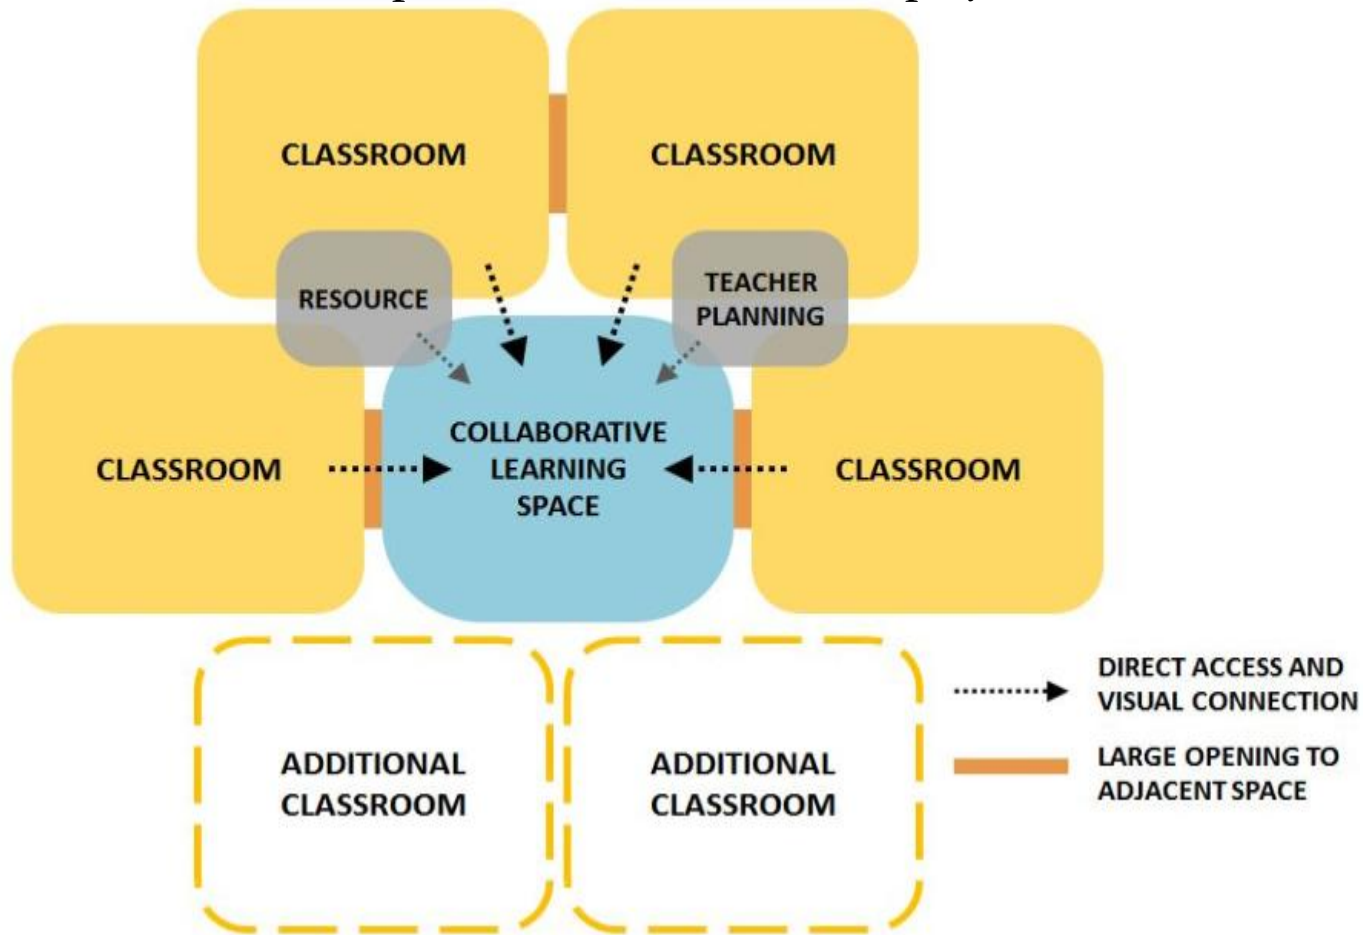 CLASSROOM
CLASSROOM
RESOURCE
TEACHER
PLANNING
CLASSROOM
COLLABORATIVE
LEARNING
SPACE
CLASSROOM
DIRECT ACCESS AND
VISUAL CONNECTION
LARGE OPENING TO
ADJACENT SPACE
ADDITIONAL
CLASSROOM
ADDITIONAL
CLASSROOM